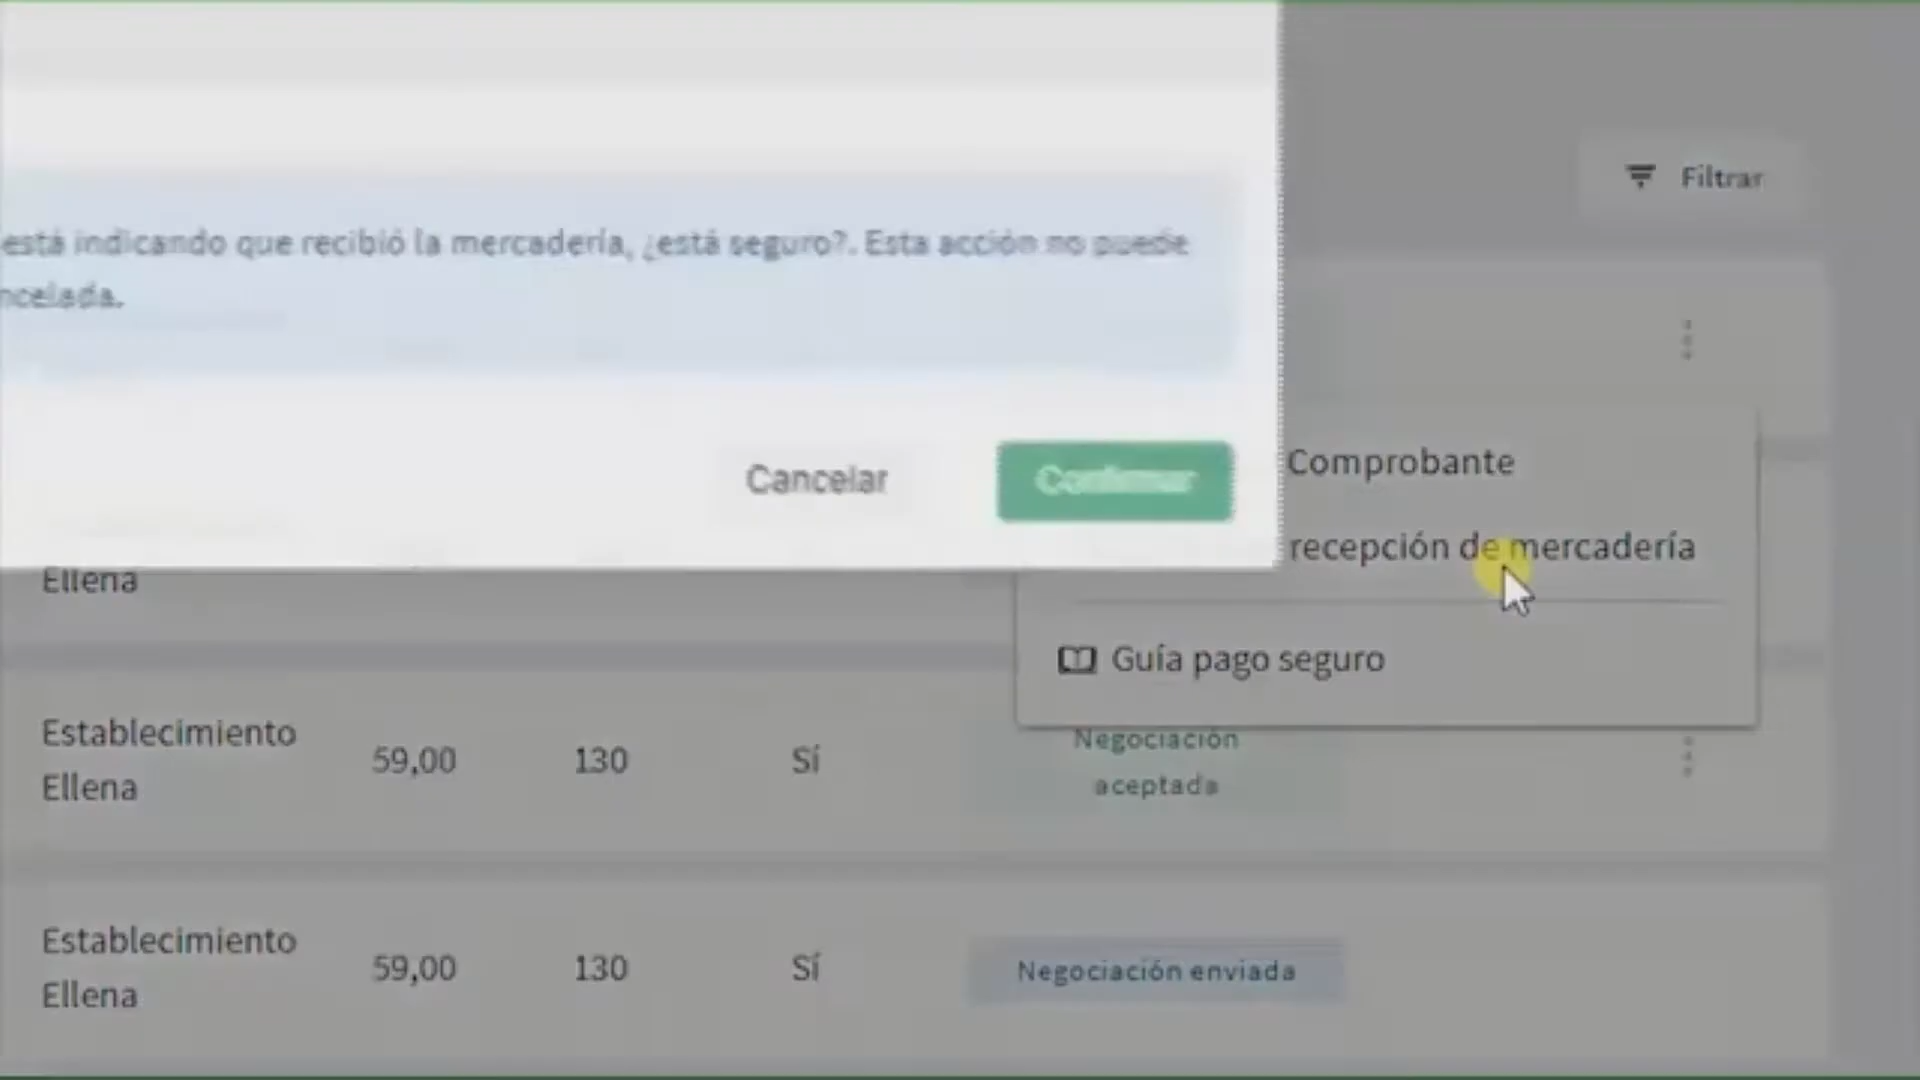 Filtrar
está indicando que recibió la mercadería, ¿está seguro?. Esta acción no puede
ncelada.
Cancelar
Confirmar
Comprobante
recepción de mercadería
Guía pago seguro
Ellena
Establecimiento
Ellena
59,00
130
Sí
Negociación
aceptada
Establecimiento
Ellena
59,00
130
Sí
Negociación enviada